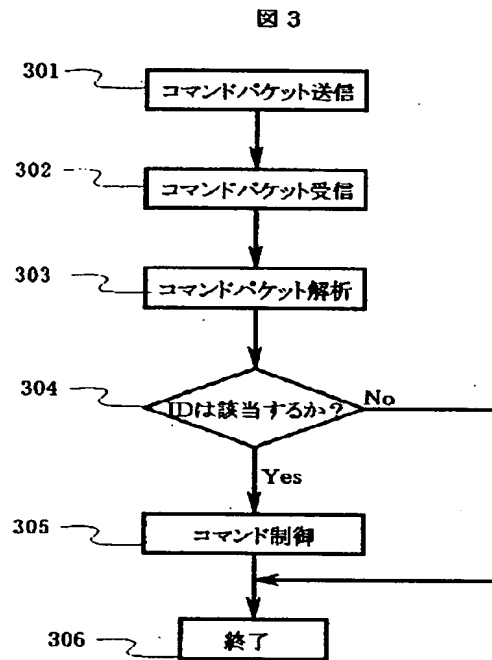 図3
301
コマンドパケット送信
302
コマンドパケット受信
303
コマンドパケット解析
304
IDは該当するか?
No
Yes
305
コマンド制御
306
終了